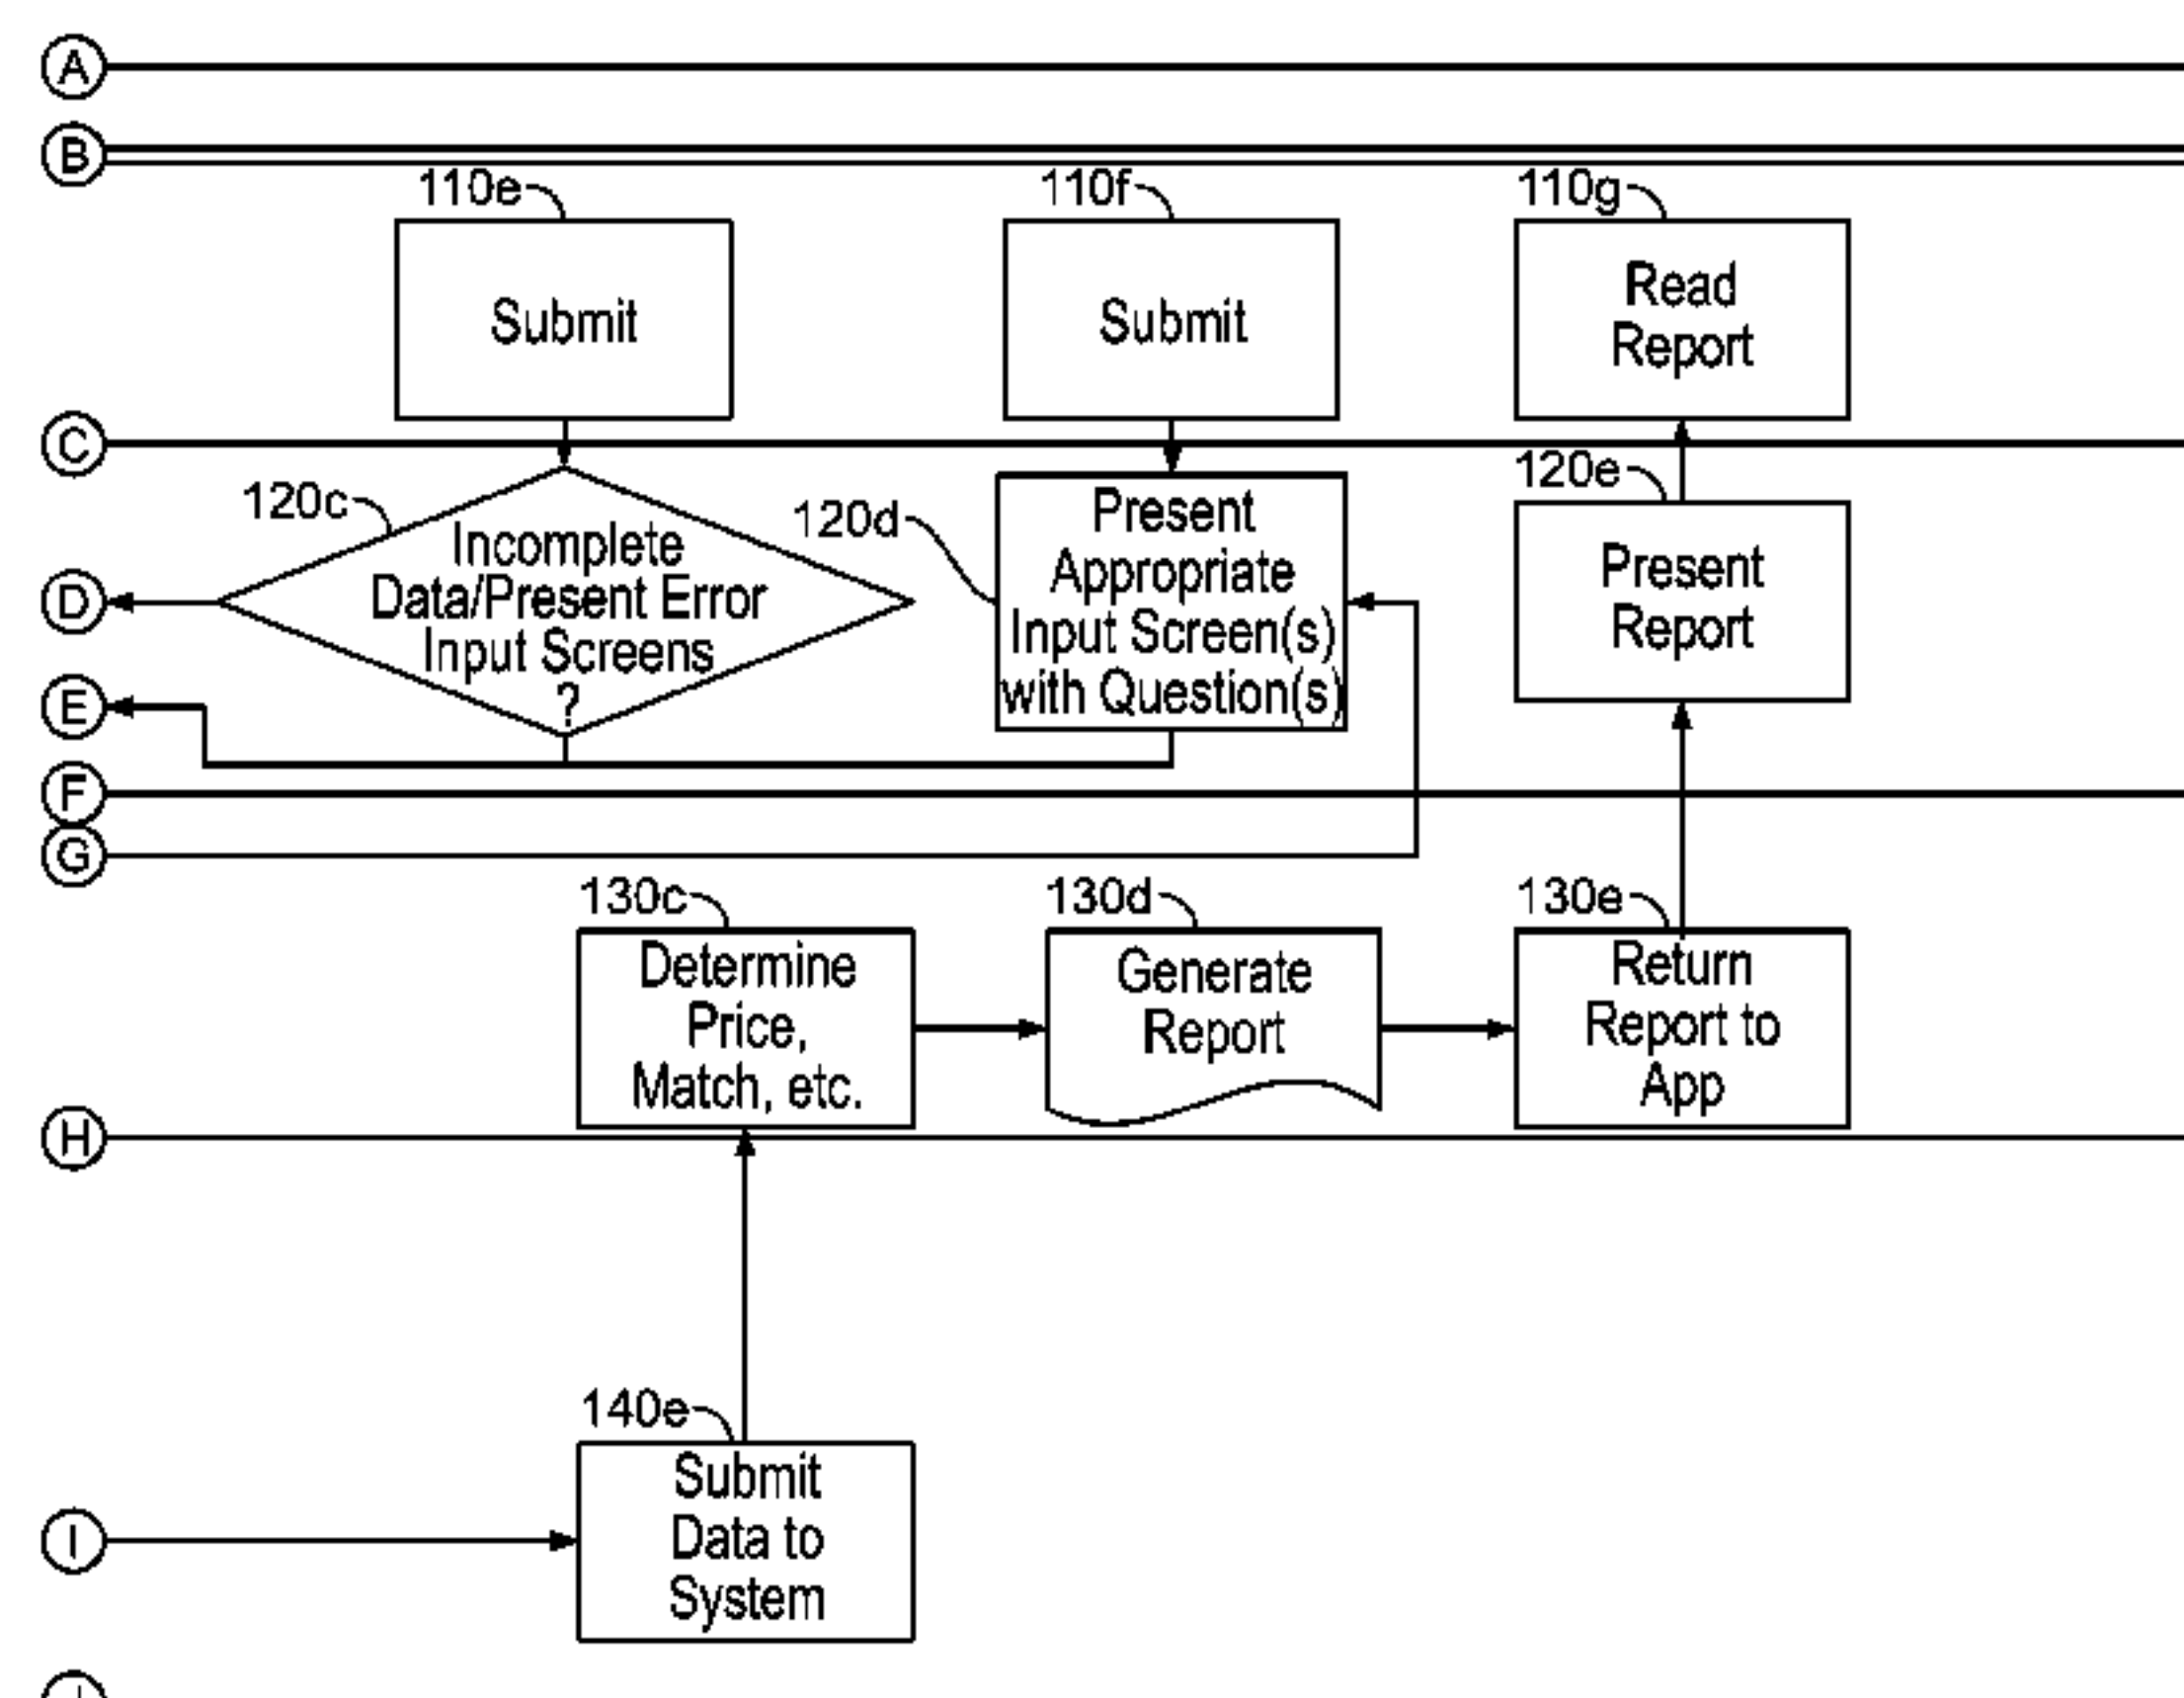 A
B
110e
110f
110g
Submit
Submit
Read
Report
C
120c
120d
120e
Incomplete
Data/Present Error
Input Screens
?
Present
Appropriate
Input Screen(s)
with Question(s)
Present
Report
D
E
F
G
130c
130d
130e
Determine
Price,
Match, etc.
Generate
Report
Return
Report to
App
H
140e
Submit
Data to
System
I